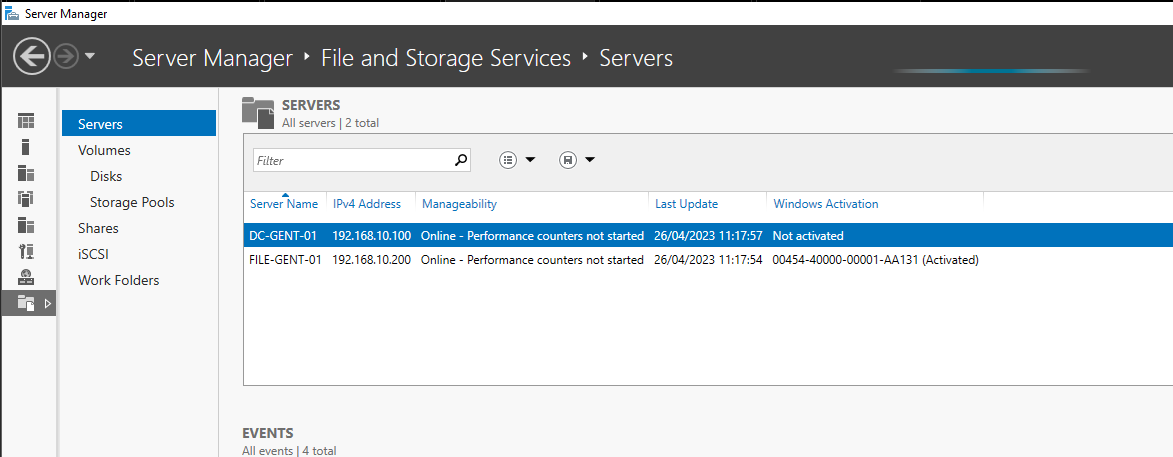 Server Manager
Server Manager ‣ File and Storage Services ‣ Servers
Servers
Volumes
Disks
Storage Pools
Shares
iSCSI
Work Folders
SERVERS
All servers | 2 total
Filter
Server Name IPv4 Address Manageability Last Update Windows Activation
DC-GENT-01 192.168.10.100 Online - Performance counters not started 26/04/2023 11:17:57 Not activated
FILE-GENT-01 192.168.10.200 Online - Performance counters not started 26/04/2023 11:17:54 00454-40000-00001-AA131 (Activated)
EVENTS
All events | 4 total